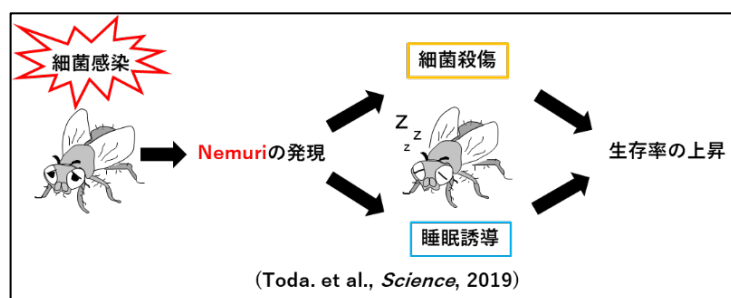 細菌感染
細菌殺傷
z
z
z
Nemuriの発現
生存率の上昇
睡眠誘導
(Toda. et al., Science, 2019)